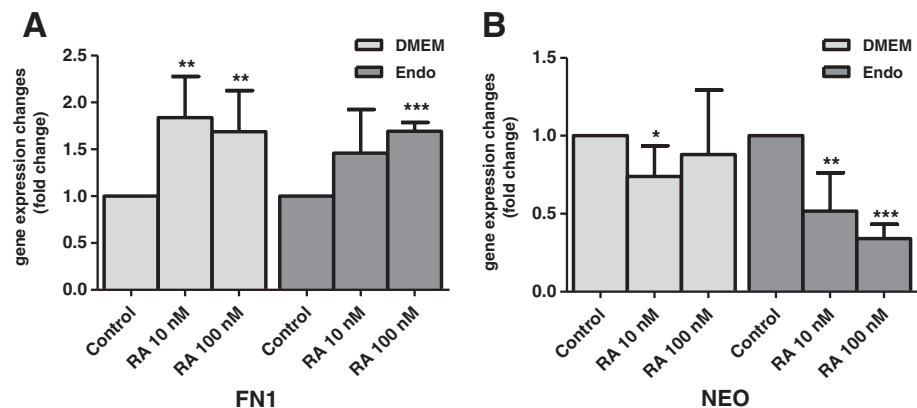 A
DMEM
Endo
gene expression changes
(fold change)
2.5
2.0
1.5
1.0
0.5
0.0
**
**
***
Control
RA 10 nM
RA 100 nM
Control
RA 10 nM
RA 100 nM
FN1
B
DMEM
Endo
gene expression changes
(fold change)
1.5
1.0
0.5
0.0
*
**
***
Control
RA 10 nM
RA 100 nM
Control
RA 10 nM
RA 100 nM
NEO